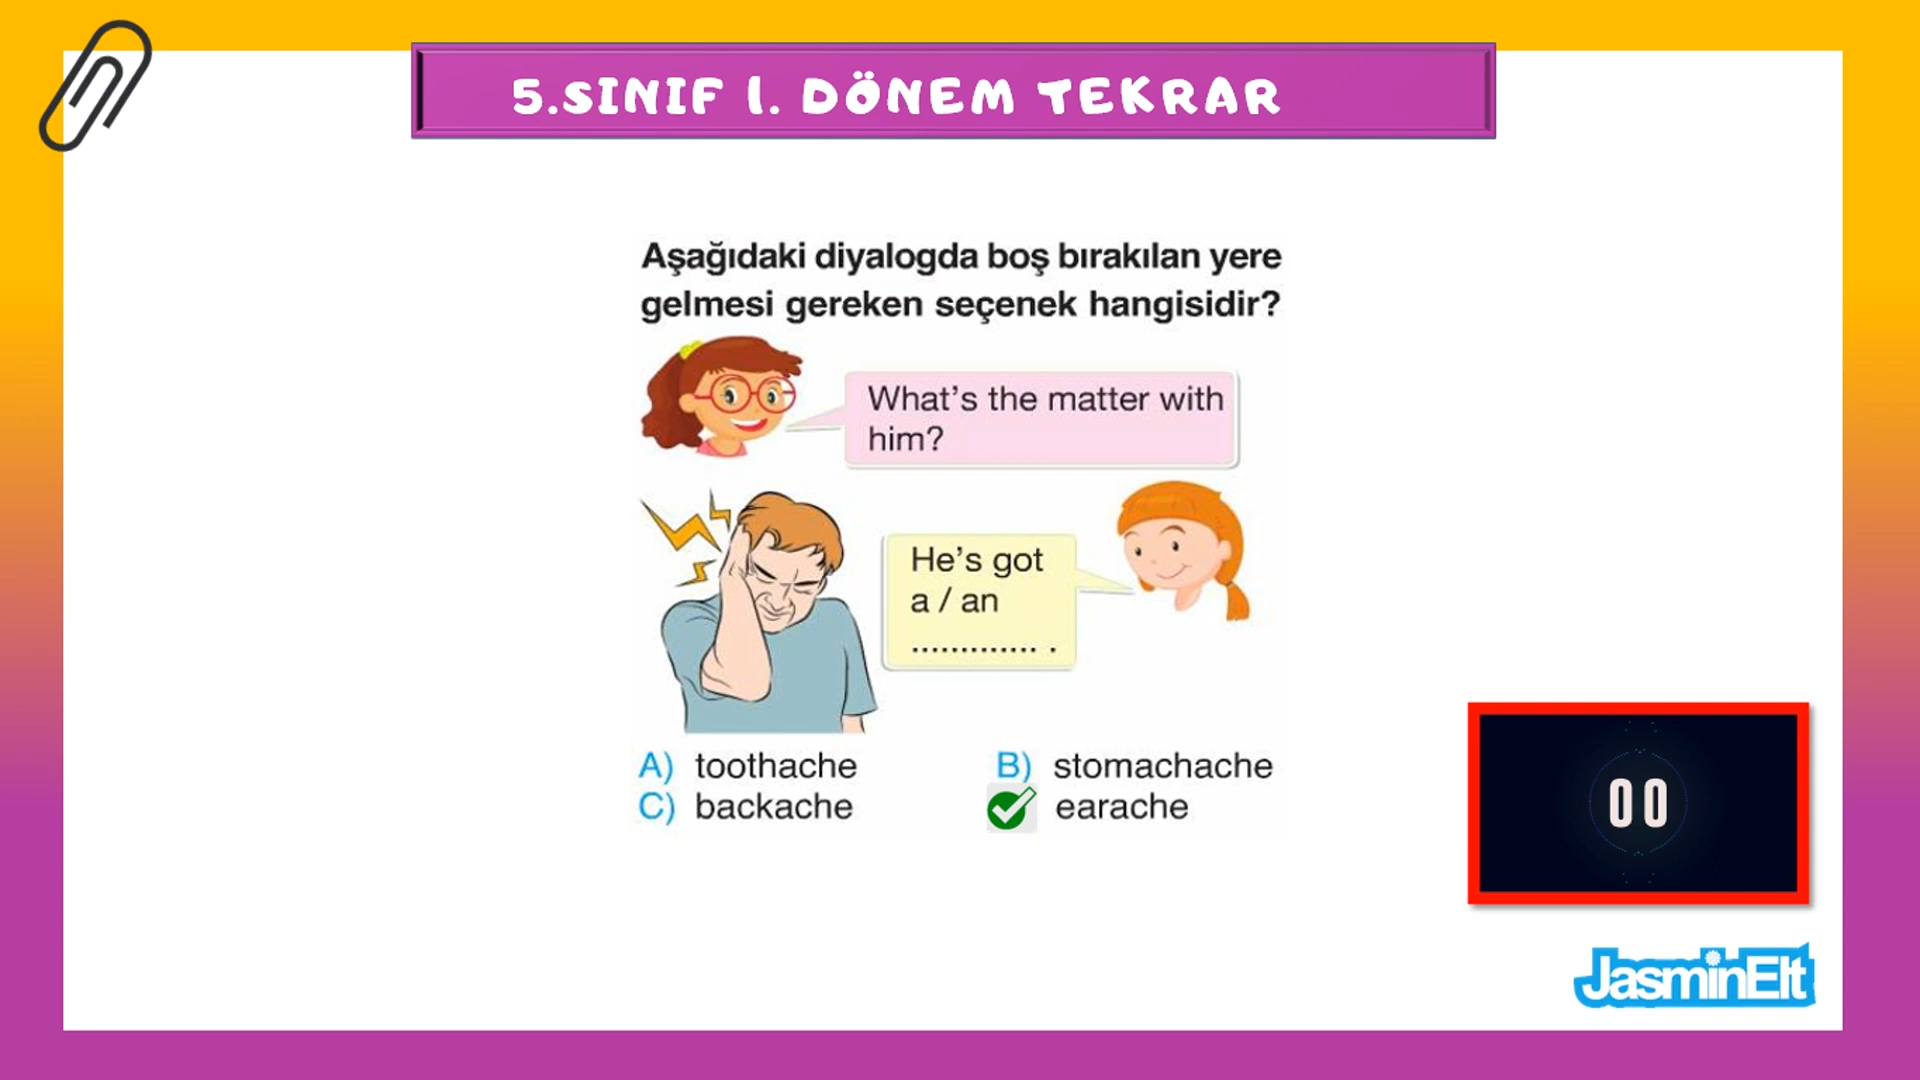 5.SINIF 1. DÖNEM TEKRAR
Aşağıdaki diyalogda boş bırakılan yere
gelmesi gereken seçenek hangisidir?
What's the matter with
him?
He's got
a / an
............. .
A) toothache
B) stomachache
C) backache
earache
00
JasminElt